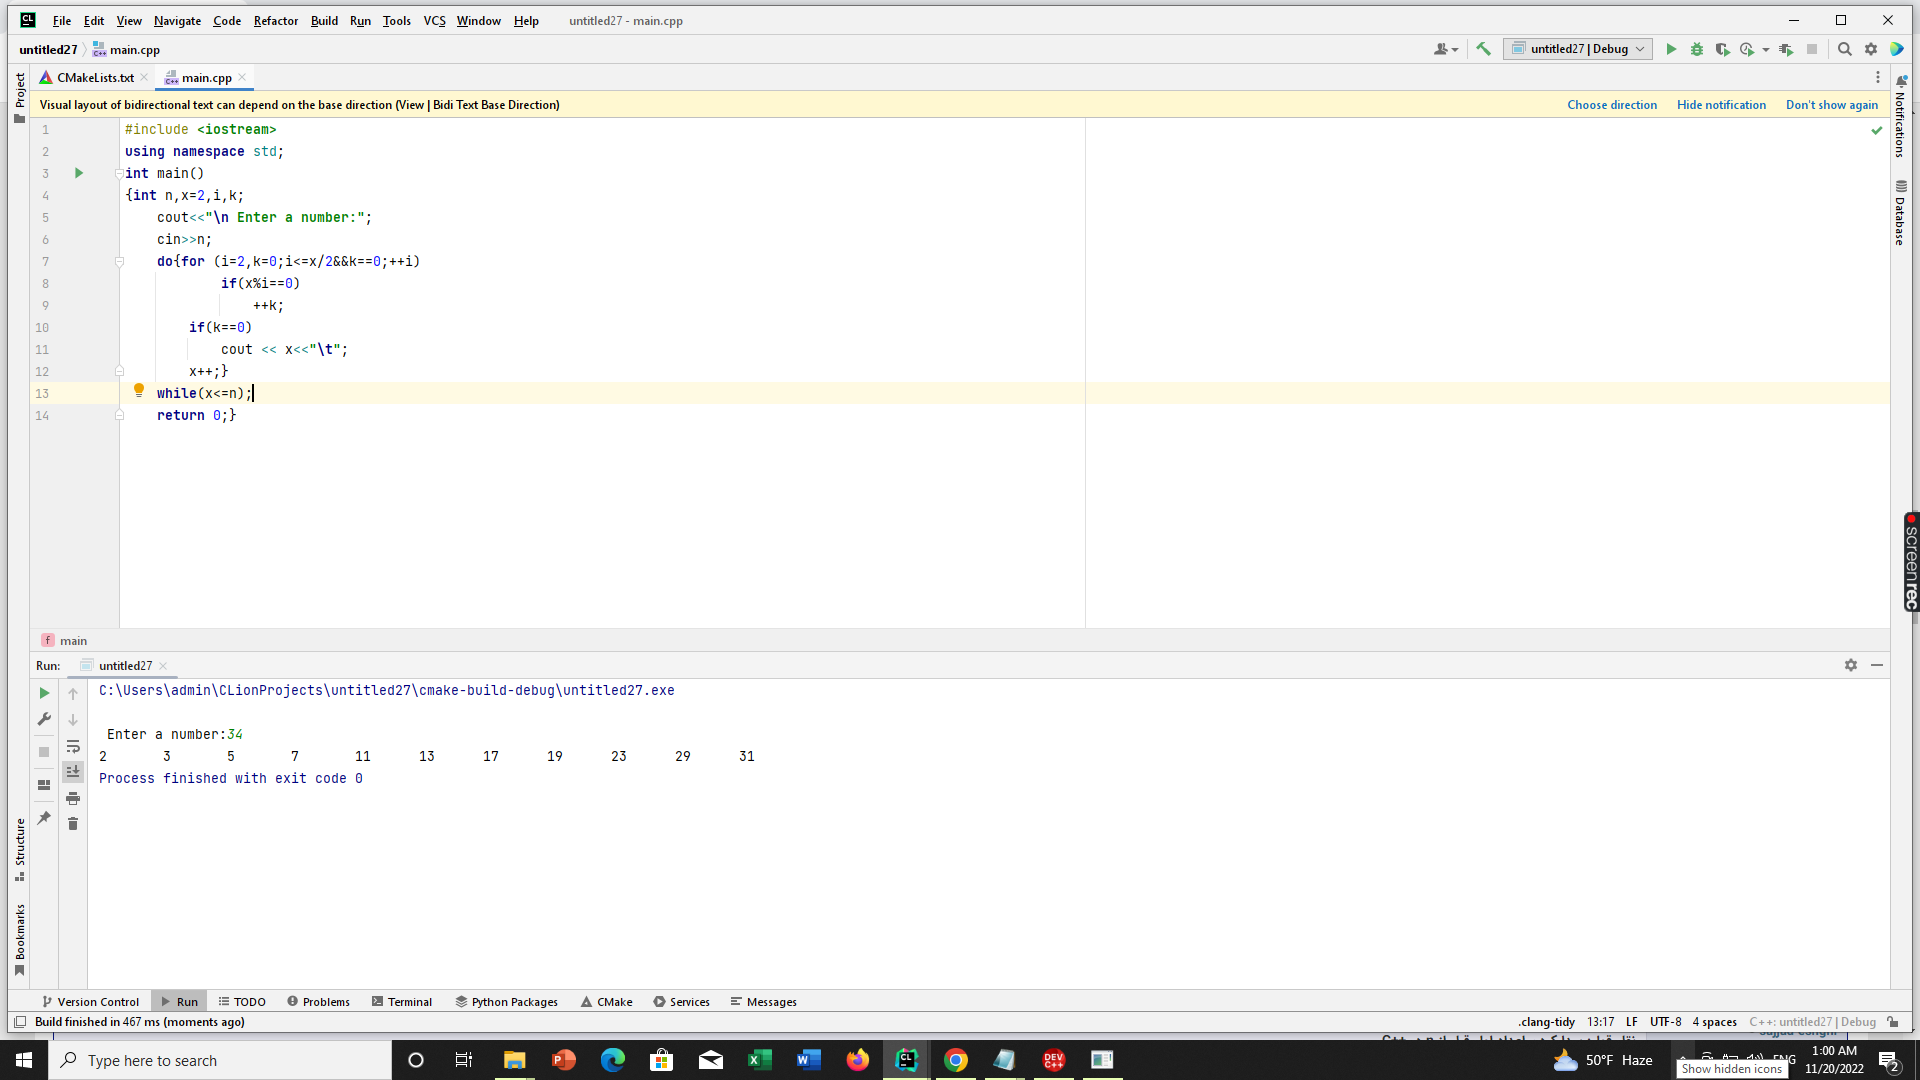 File Edit View Navigate Code Refactor Build Run Tools VCS Window Help untitled27 - main.cpp
untitled27 main.cpp untitled27 | Debug
CMakeLists.txt main.cpp
Visual layout of bidirectional text can depend on the base direction (View | Bidi Text Base Direction) Choose direction Hide notification Don't show again
1 #include <iostream>
2 using namespace std;
3 int main()
4 {int n,x=2,i,k;
5 cout<<"\n Enter a number:";
6 cin>>n;
7 do{for (i=2,k=0;i<=x/2&&k==0;++i)
8 if(x%i==0)
9 ++k;
10 if(k==0)
11 cout << x<<"\t";
12 x++;}
13 while(x<=n);
14 return 0;}
Project
Structure
Bookmarks
Notifications
Database
screenrec
f main
Run: untitled27
C:\Users\admin\CLionProjects\untitled27\cmake-build-debug\untitled27.exe
Enter a number:34
2 3 5 7 11 13 17 19 23 29 31
Process finished with exit code 0
Version Control Run TODO Problems Terminal Python Packages CMake Services Messages
Build finished in 467 ms (moments ago) .clang-tidy 13:17 LF UTF-8 4 spaces C++: untitled27 | Debug
Type here to search
DEV C++
50°F Haze
ENG
1:00 AM
11/20/2022
2
Show hidden icons